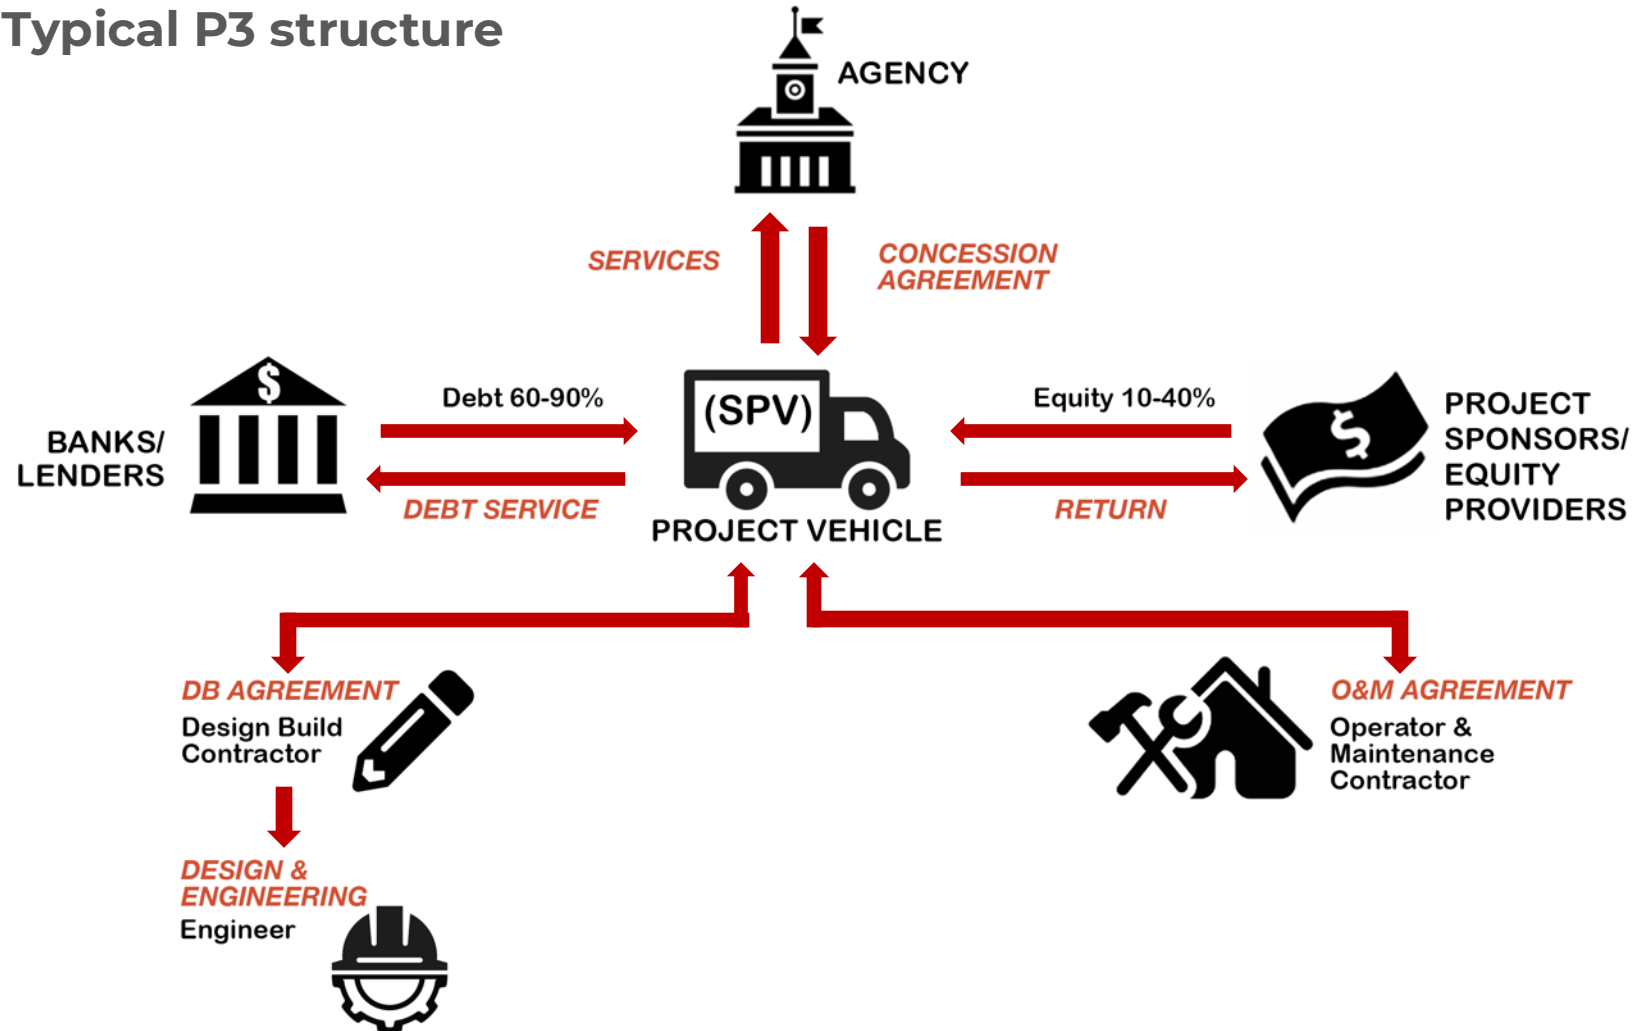 Typical P3 structure
AGENCY
SERVICES
CONCESSION
AGREEMENT
$
BANKS/
LENDERS
Debt 60-90%
DEBT SERVICE
(SPV)
PROJECT VEHICLE
Equity 10-40%
RETURN
$
PROJECT
SPONSORS/
EQUITY
PROVIDERS
DB AGREEMENT
Design Build
Contractor
O&M AGREEMENT
Operator &
Maintenance
Contractor
DESIGN &
ENGINEERING
Engineer